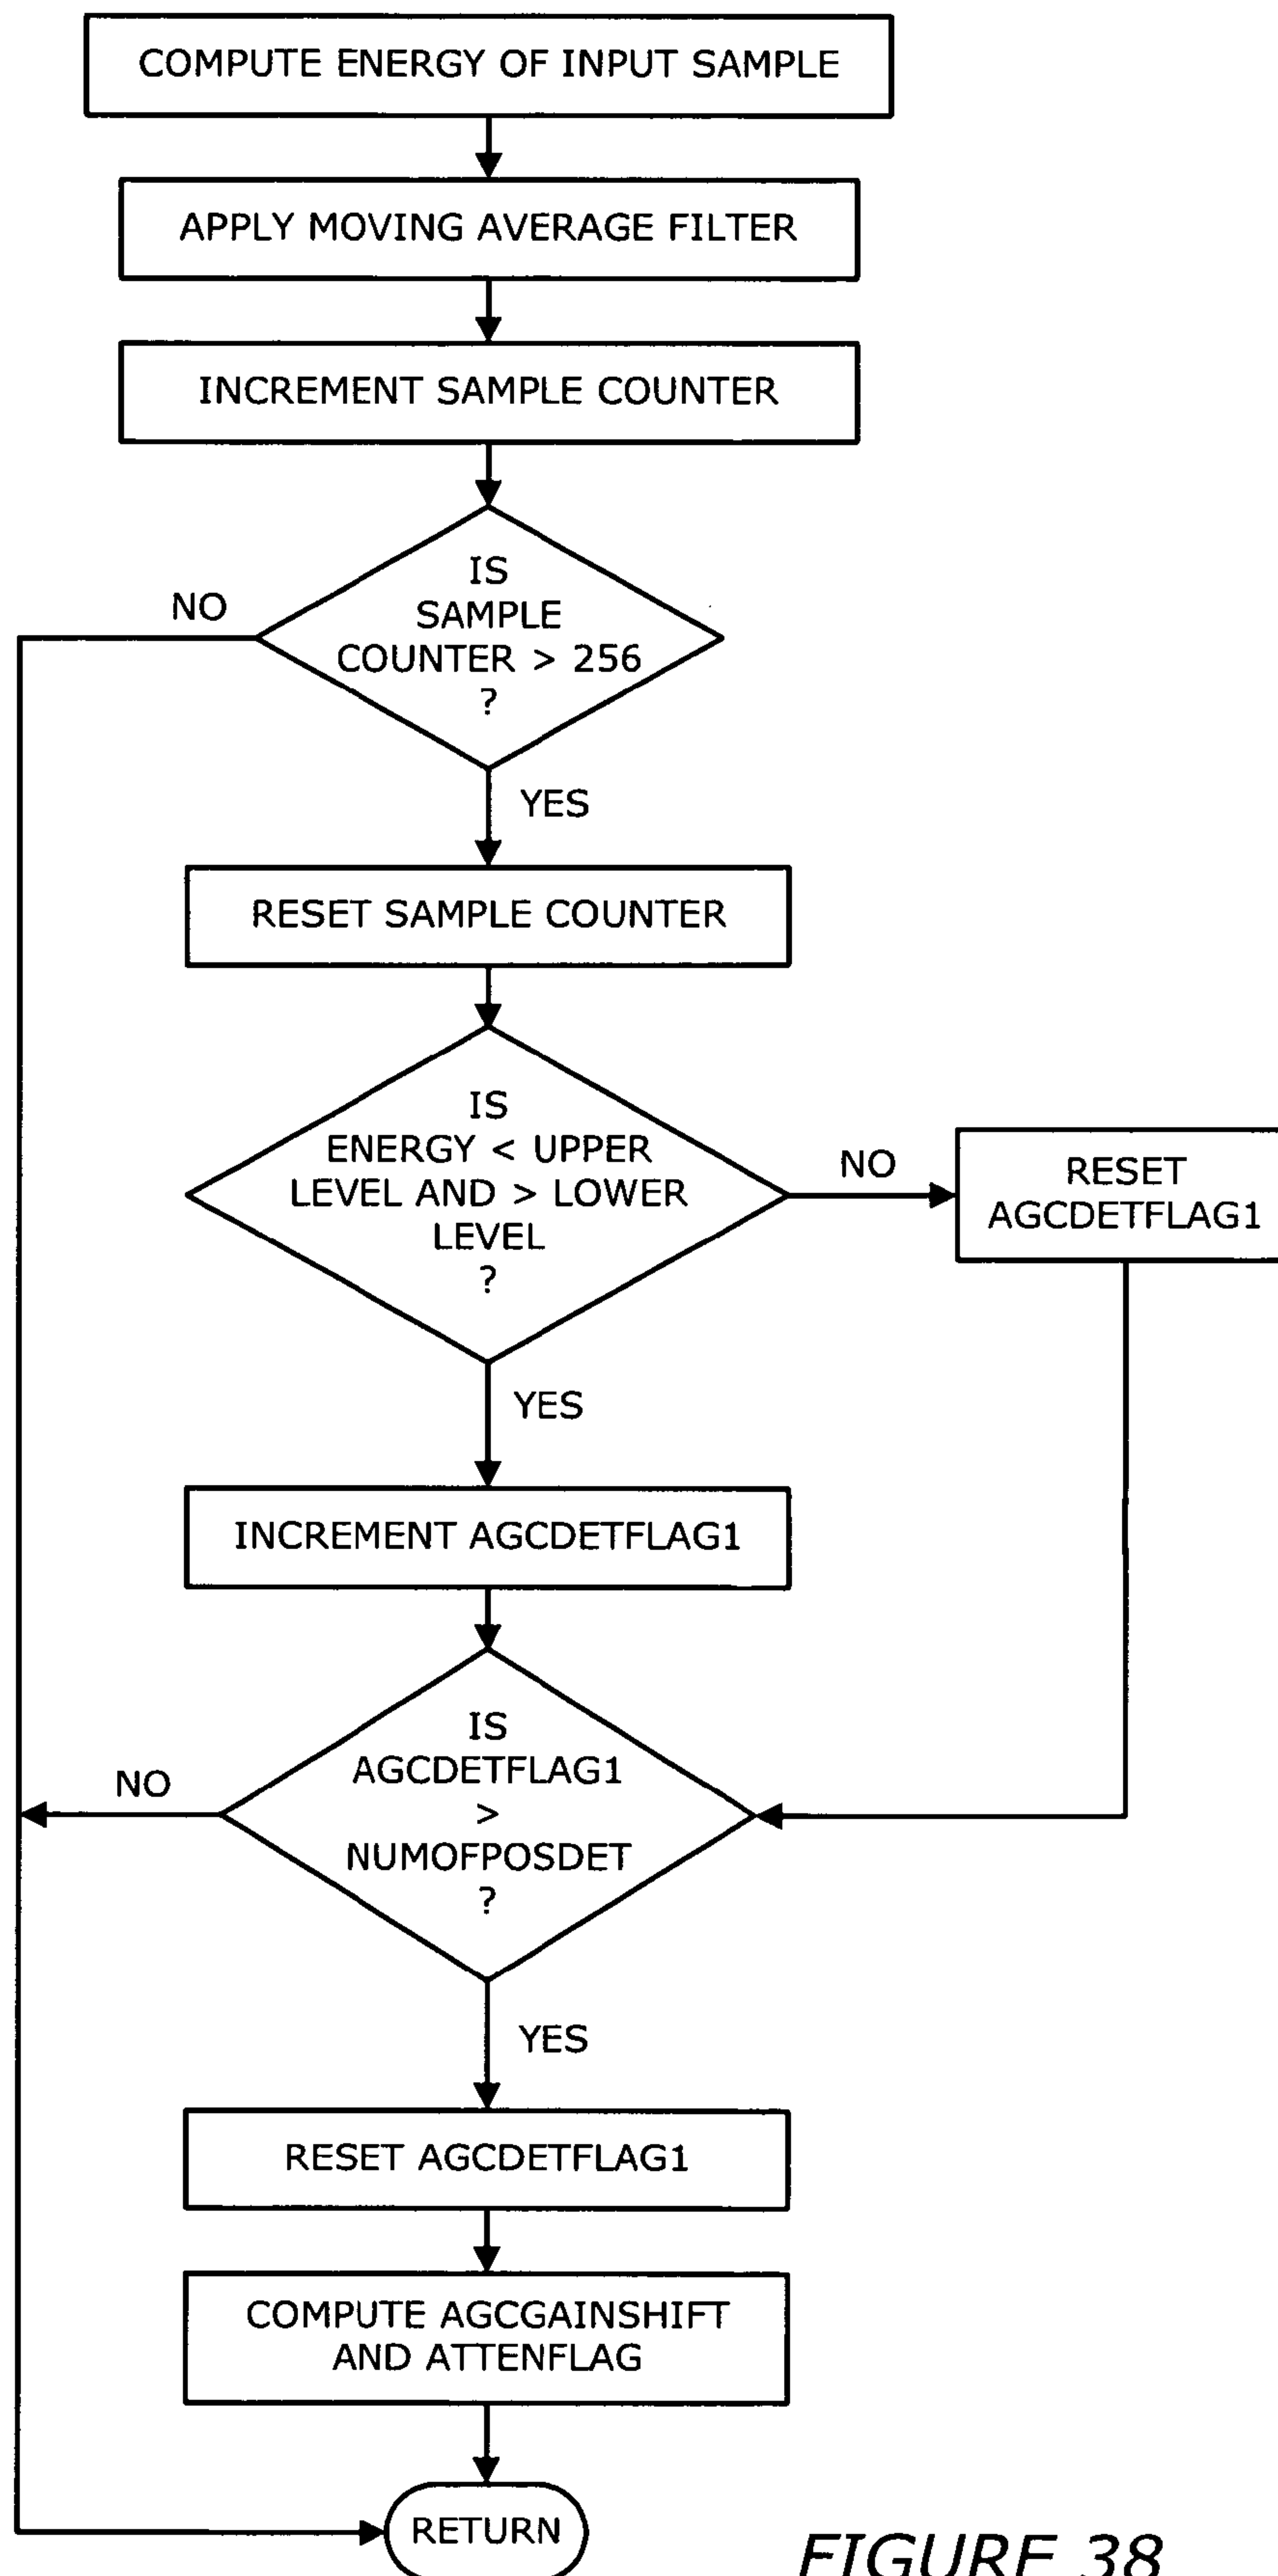 COMPUTE ENERGY OF INPUT SAMPLE
APPLY MOVING AVERAGE FILTER
INCREMENT SAMPLE COUNTER
IS
SAMPLE
COUNTER > 256
?
NO
YES
RESET SAMPLE COUNTER
IS
ENERGY < UPPER
LEVEL AND > LOWER
LEVEL
?
NO
RESET
AGCDETFLAG1
YES
INCREMENT AGCDETFLAG1
IS
AGCDETFLAG1
>
NUMOFPOSDET
?
NO
YES
RESET AGCDETFLAG1
COMPUTE AGCGAINSHIFT
AND ATTENFLAG
RETURN
FIGURE 38